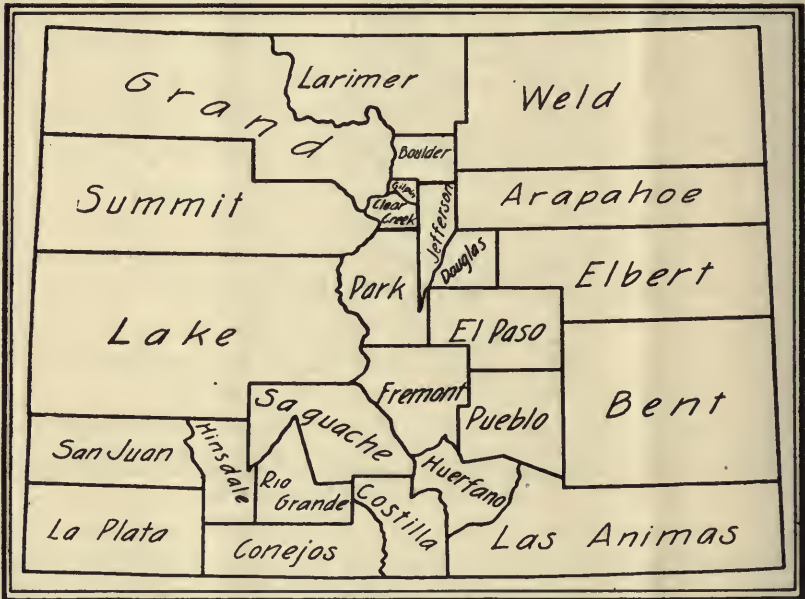 Grand
Larimer
Weld
Boulder
Gilpin
Summit
Clear
Creek
Jefferson
Arapahoe
Douglas
Elbert
Park
Lake
El Paso
Fremont
Pueblo
Bent
Saguache
San Juan
Hinsdale
Rio
Grande
Huerfano
Costilla
La Plata
Conejos
Las Animas